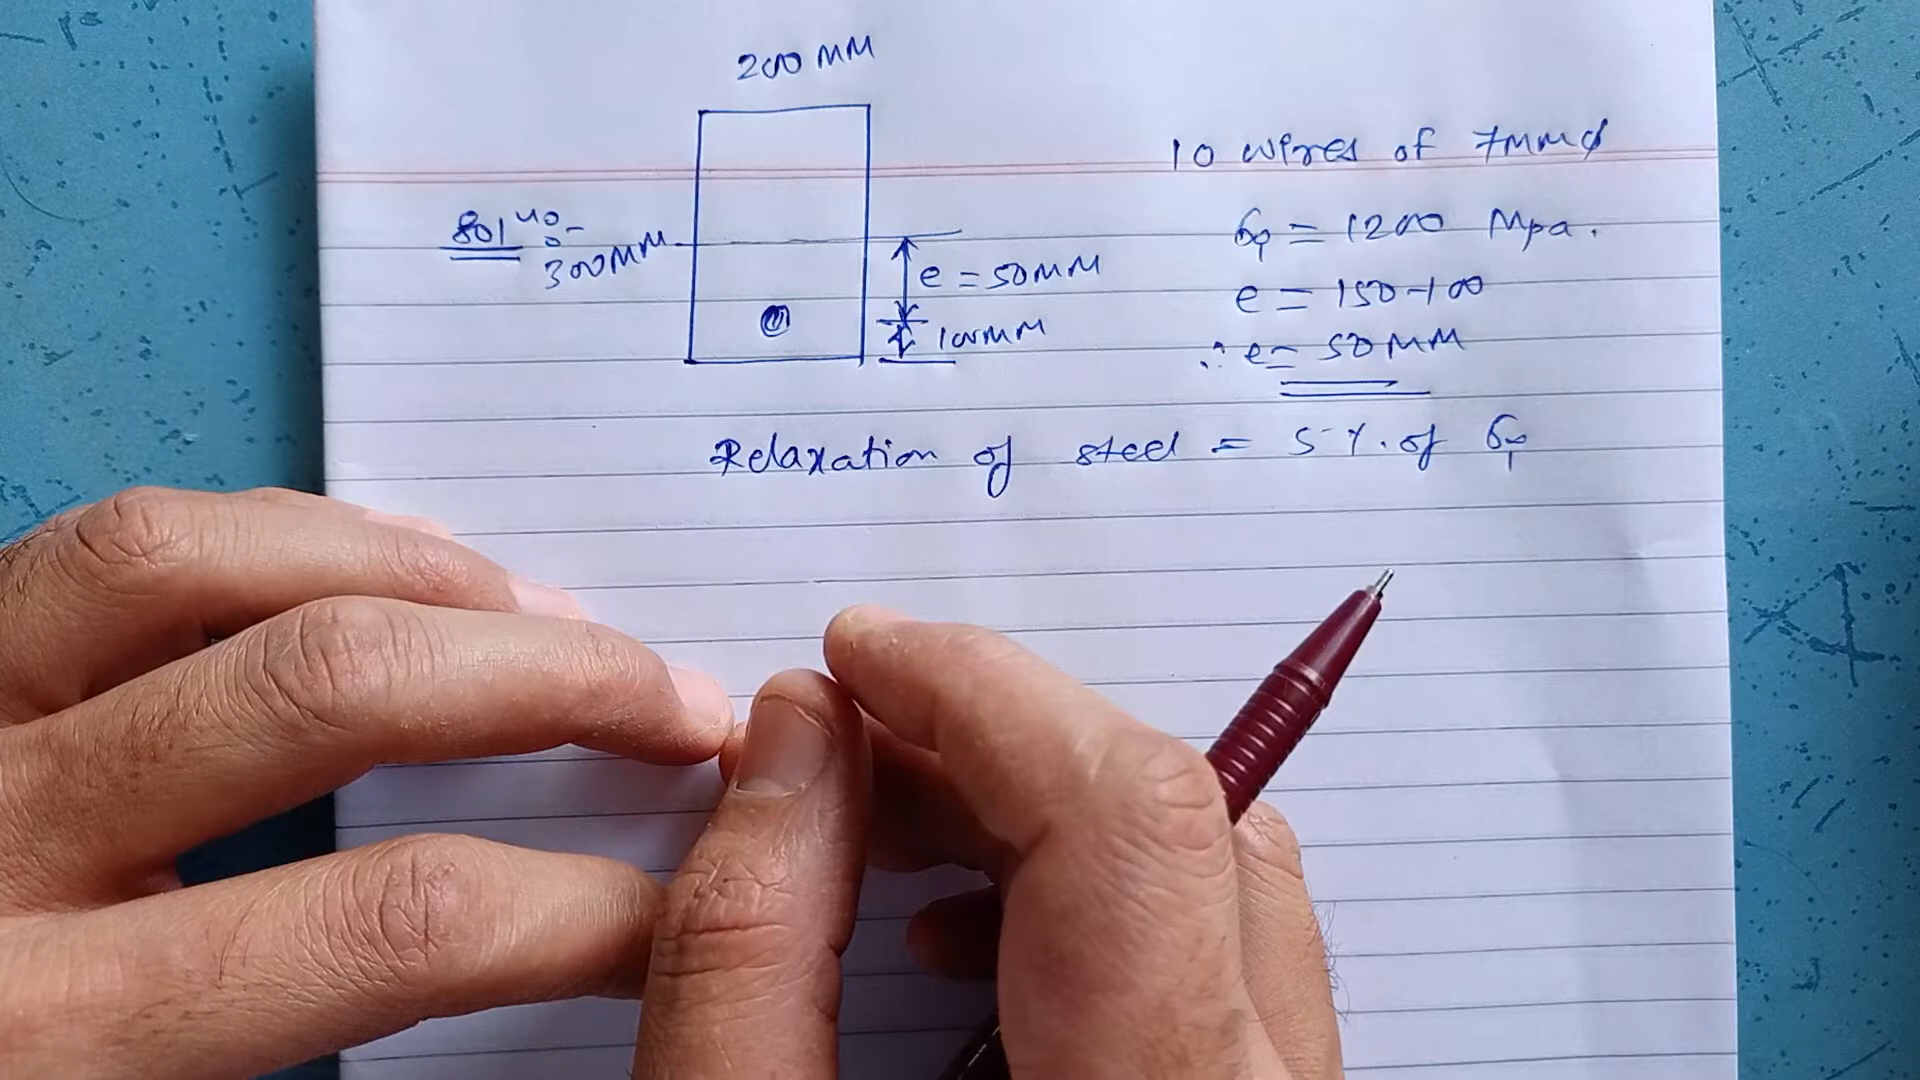 200 MM
10 wires of 7MMϕ
Solⁿo:-
300MM
σp = 1200 Mpa.
e = 50MM
e = 150-100
100MM
∴ e = 50MM
Relaxation of steel = 5%. of σp